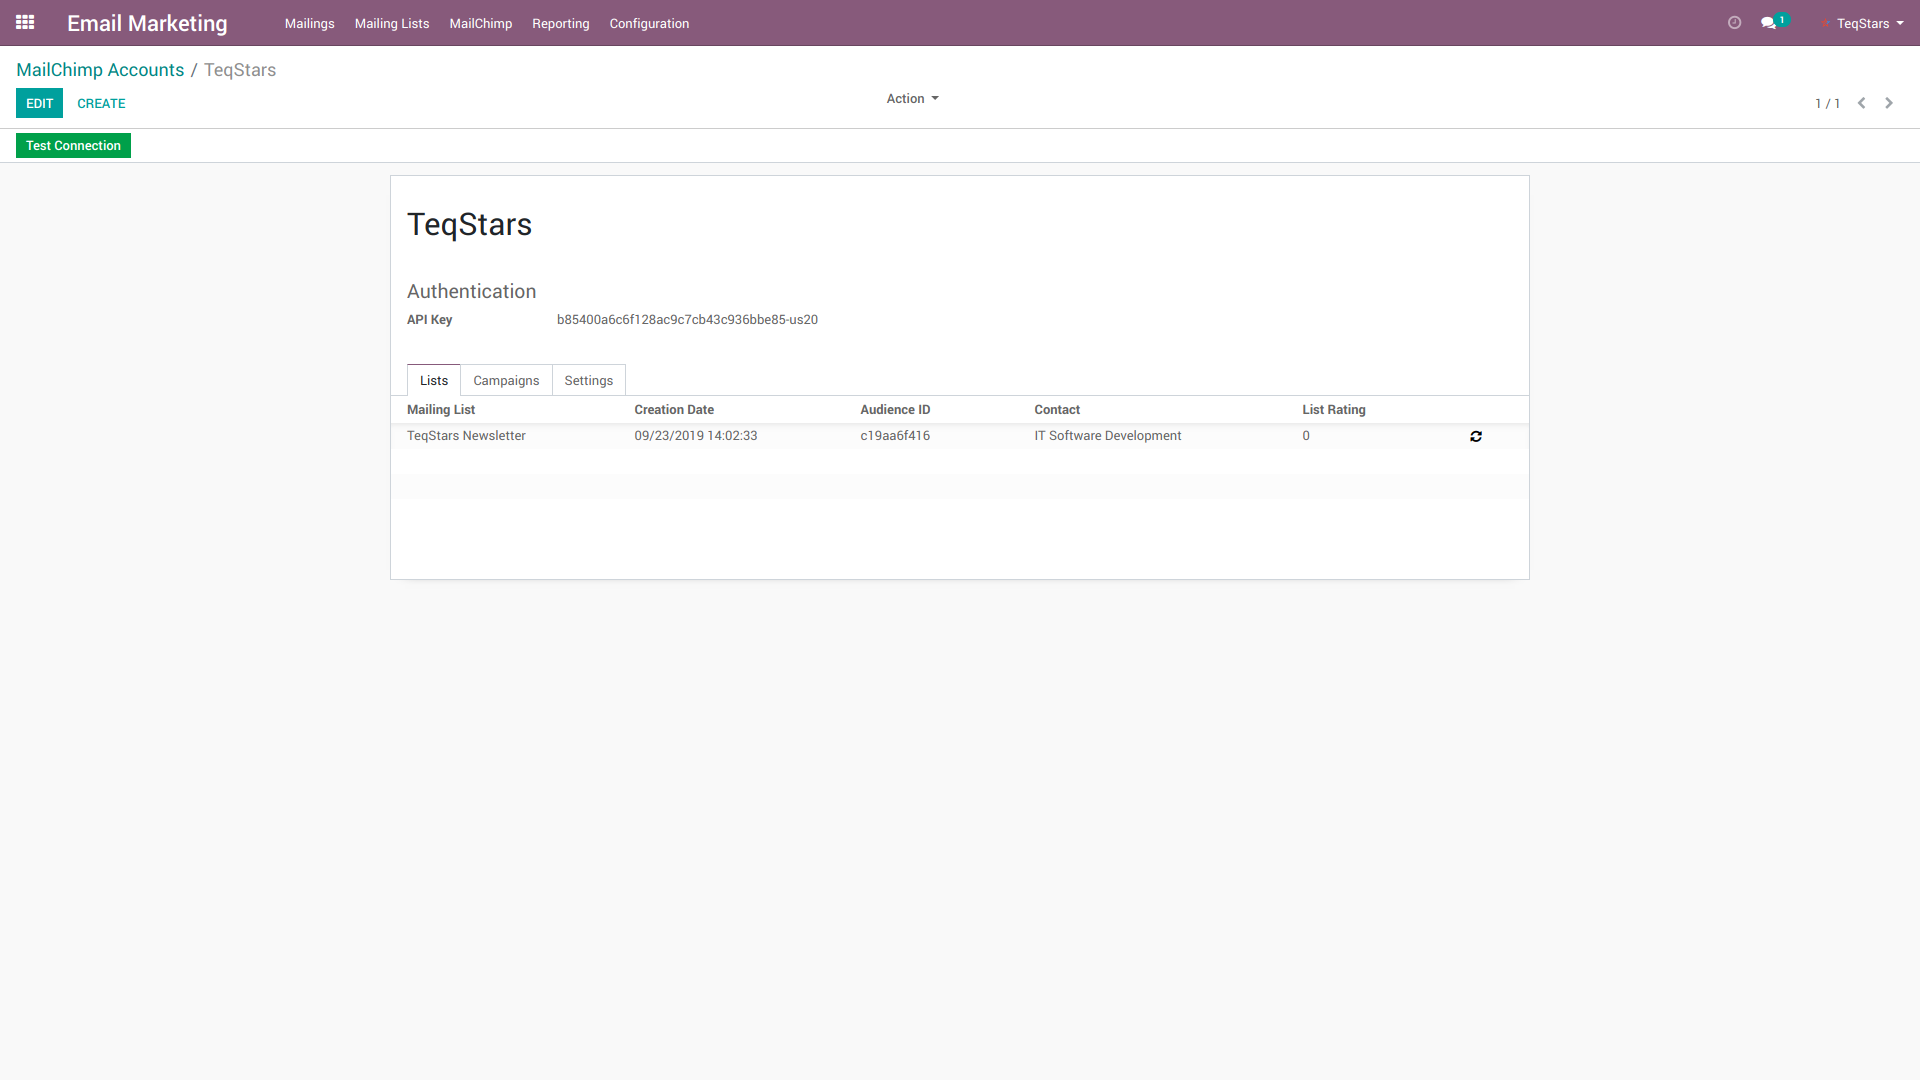 Email Marketing Mailings Mailing Lists MailChimp Reporting Configuration 1 TeqStars
MailChimp Accounts / TeqStars
EDIT CREATE Action 1 / 1
Test Connection
TeqStars
Authentication
API Key b85400a6c6f128ac9c7cb43c936bbe85-us20
Lists Campaigns Settings
Mailing List Creation Date Audience ID Contact List Rating
TeqStars Newsletter 09/23/2019 14:02:33 c19aa6f416 IT Software Development 0